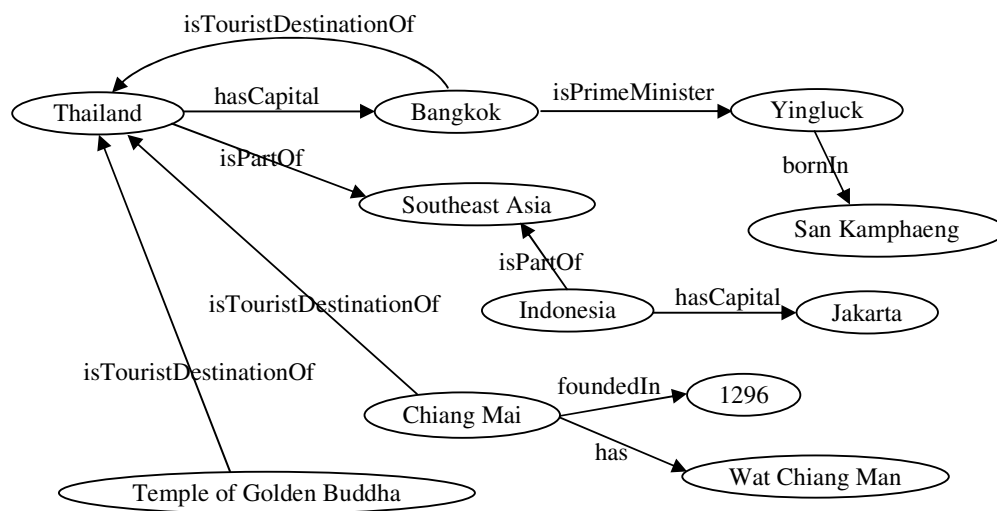 isTouristDestinationOf
Thailand
hasCapital
Bangkok
isPrimeMinister
Yingluck
isPartOf
bornIn
Southeast Asia
San Kamphaeng
isPartOf
isTouristDestinationOf
Indonesia
hasCapital
Jakarta
isTouristDestinationOf
Chiang Mai
foundedIn
1296
has
Wat Chiang Man
Temple of Golden Buddha